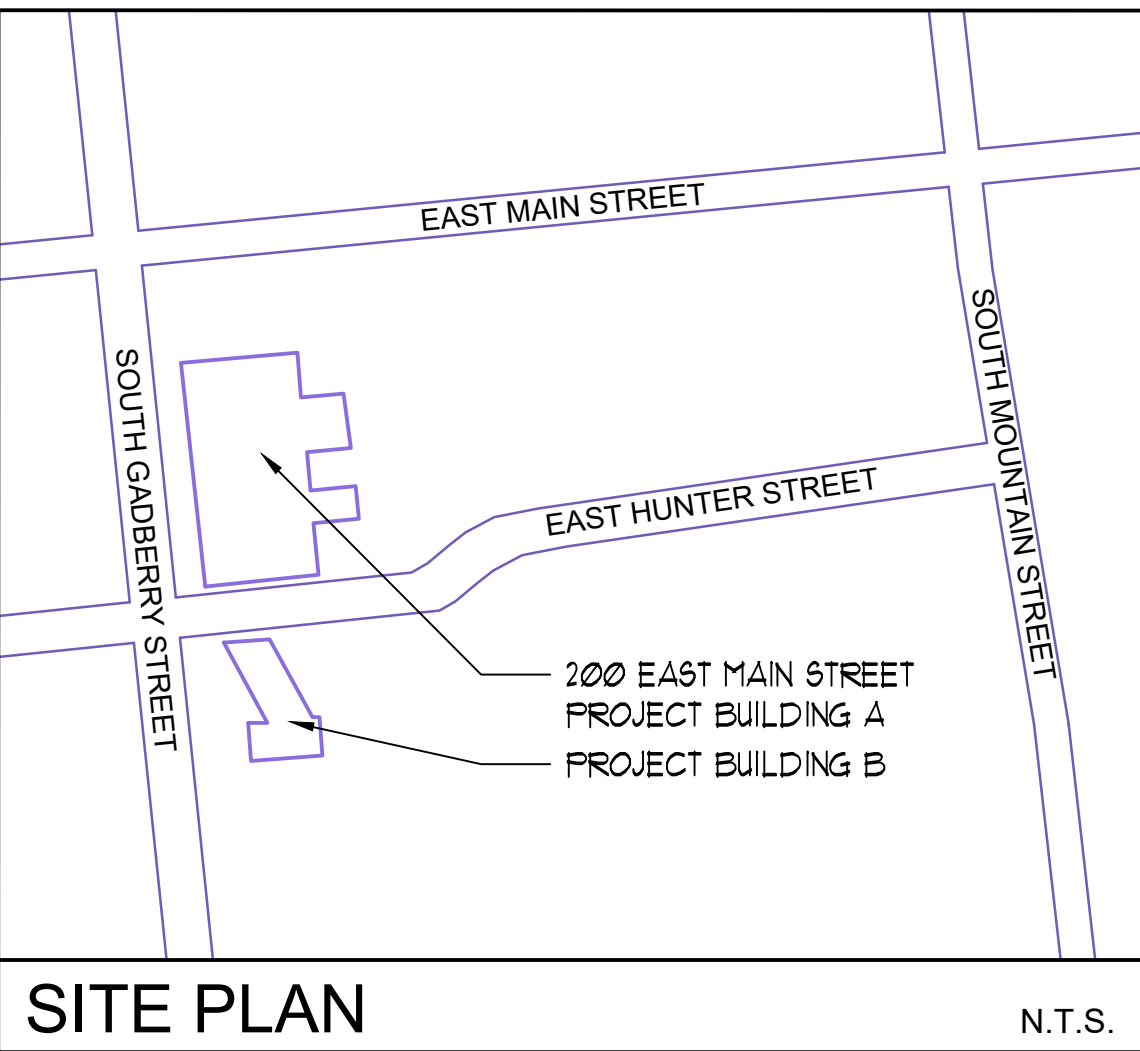 EAST MAIN STREET
SOUTH GADBERRY STREET
SOUTH MOUNTAIN STREET
EAST HUNTER STREET
200 EAST MAIN STREET
PROJECT BUILDING A
PROJECT BUILDING B
SITE PLAN
N.T.S.